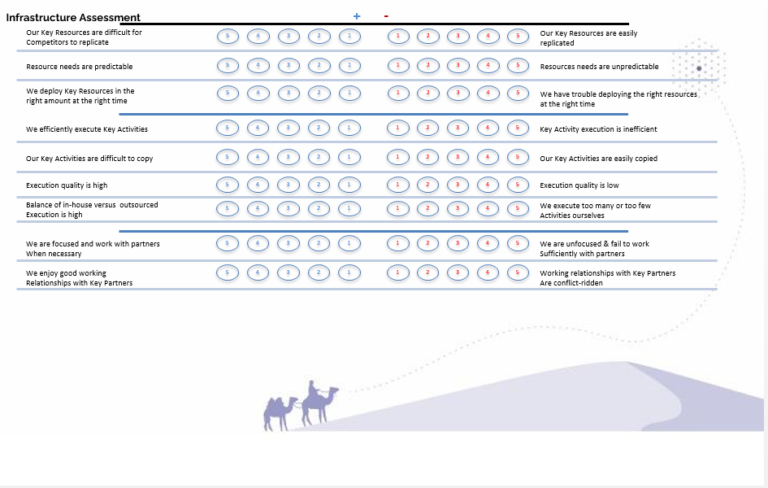 Infrastructure Assessment + -
Our Key Resources are difficult for
Competitors to replicate
5 4 3 2 1 1 2 3 4 5
Our Key Resources are easily
replicated
Resource needs are predictable
5 4 3 2 1 1 2 3 4 5
Resources needs are unpredictable
We deploy Key Resources in the
right amount at the right time
5 4 3 2 1 1 2 3 4 5
We have trouble deploying the right resources
at the right time
We efficiently execute Key Activities
5 4 3 2 1 1 2 3 4 5
Key Activity execution is inefficient
Our Key Activities are difficult to copy
5 4 3 2 1 1 2 3 4 5
Our Key Activities are easily copied
Execution quality is high
5 4 3 2 1 1 2 3 4 5
Execution quality is low
Balance of in-house versus outsourced
Execution is high
5 4 3 2 1 1 2 3 4 5
We execute too many or too few
Activities ourselves
We are focused and work with partners
When necessary
5 4 3 2 1 1 2 3 4 5
We are unfocused & fail to work
Sufficiently with partners
We enjoy good working
Relationships with Key Partners
5 4 3 2 1 1 2 3 4 5
Working relationships with Key Partners
Are conflict-ridden